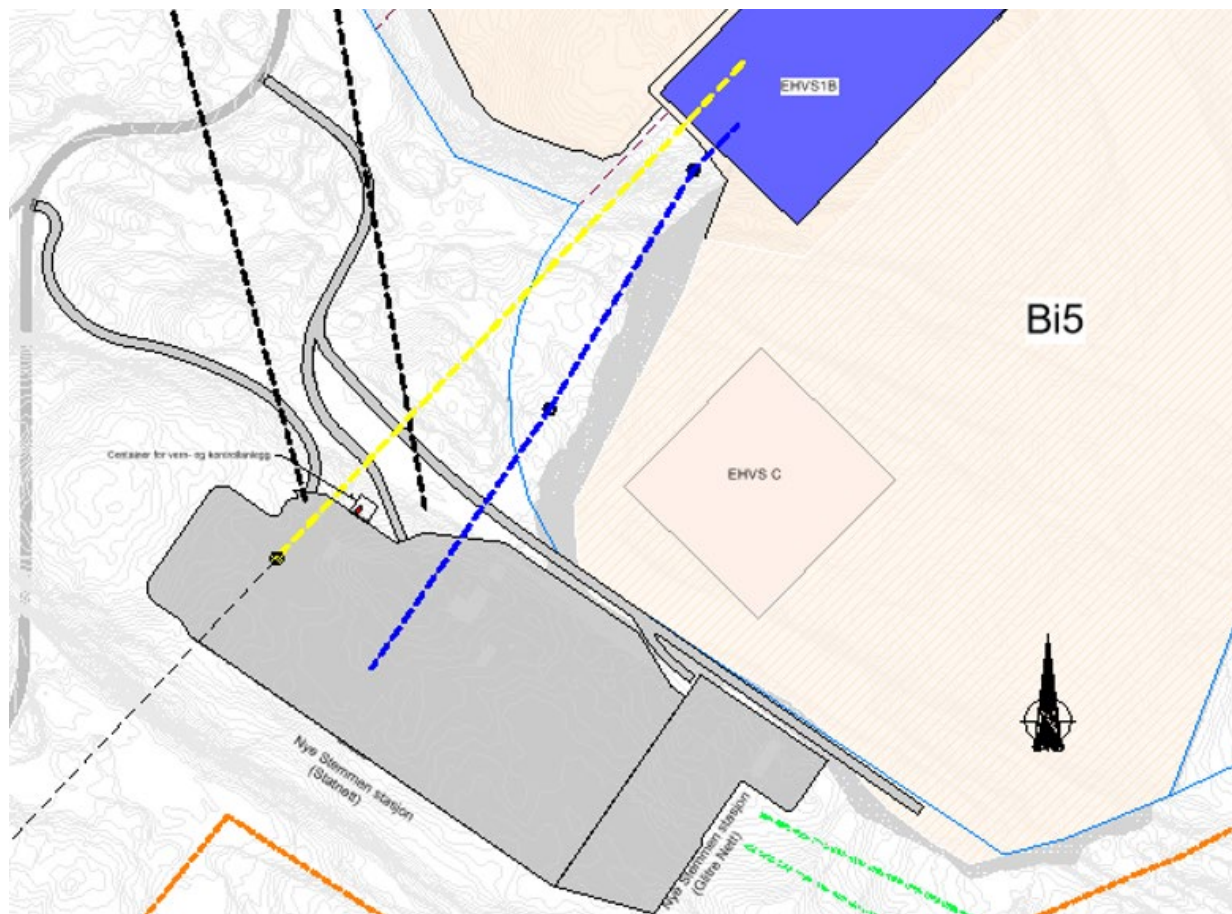 EHVS1B
Bi5
Container for vern- og kontrollanlegg
EHVS C
Nye Stemmen stasjon
(Statnett)
Nye Stemmen stasjon
(Glitre Nett)